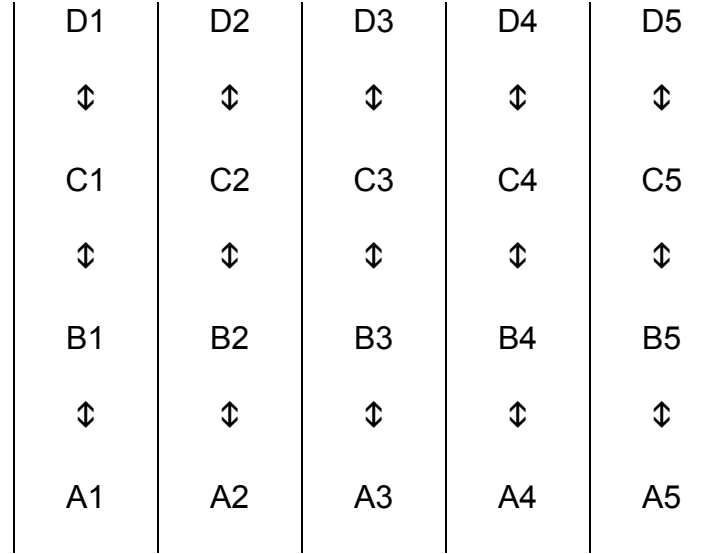 D1 D2 D3 D4 D5
⇕ ⇕ ⇕ ⇕ ⇕
C1 C2 C3 C4 C5
⇕ ⇕ ⇕ ⇕ ⇕
B1 B2 B3 B4 B5
⇕ ⇕ ⇕ ⇕ ⇕
A1 A2 A3 A4 A5